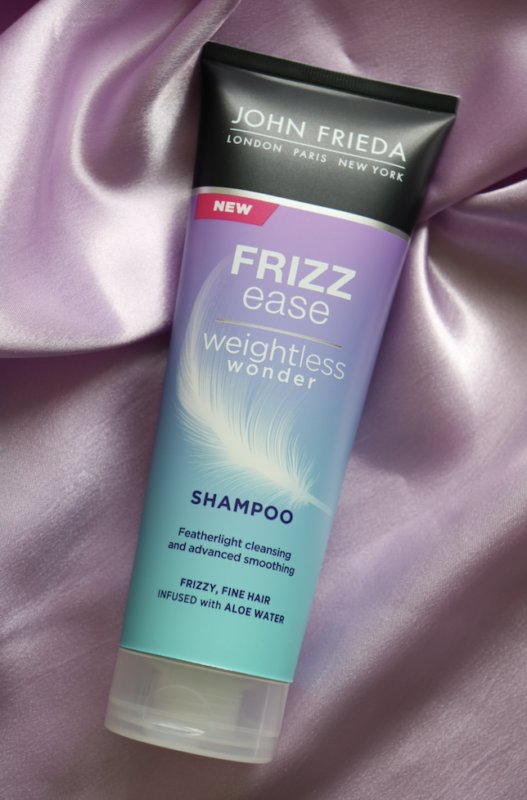 JOHN FRIEDA
LONDON PARIS NEW YORK
NEW
FRIZZ
ease
weightless
wonder
SHAMPOO
Featherlight cleansing
and advanced smoothing
FRIZZY, FINE HAIR
INFUSED with ALOE WATER